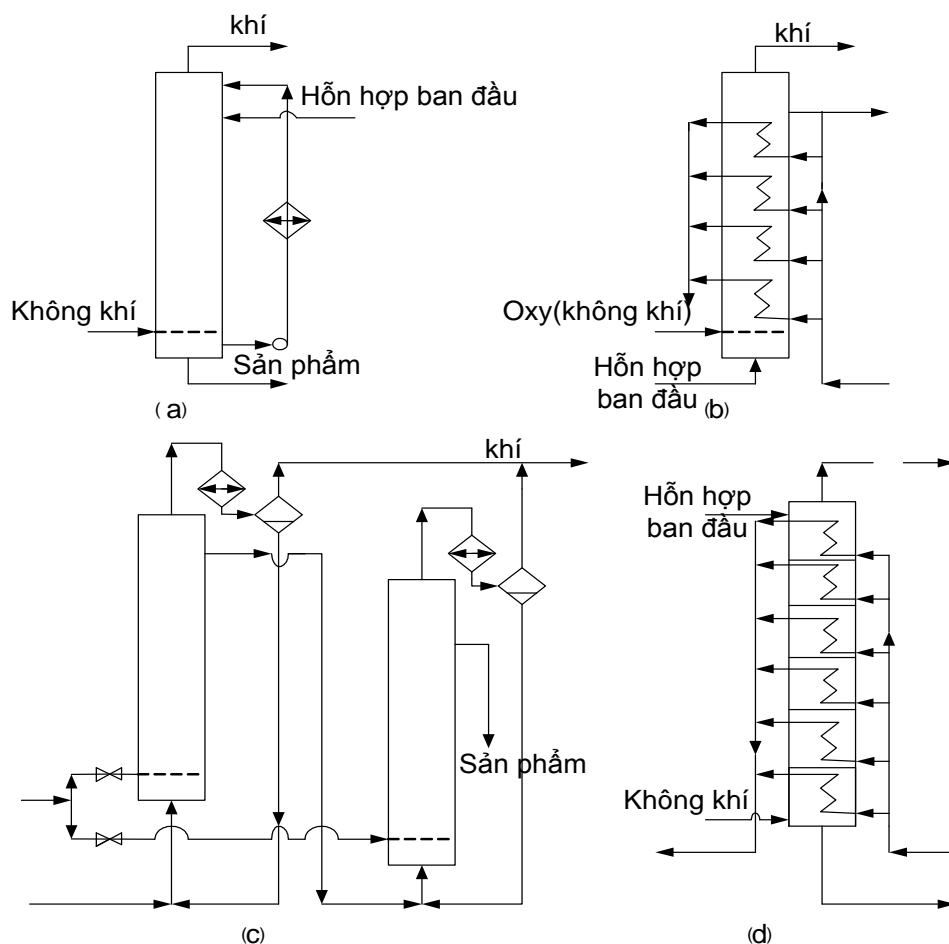 khí
Hỗn hợp ban đầu
Không khí
Sản phẩm
(a)
khí
Oxy(không khí)
Hỗn hợp
ban đầu
(b)
khí
Sản phẩm
(c)
Hỗn hợp
ban đầu
Không khí
(d)